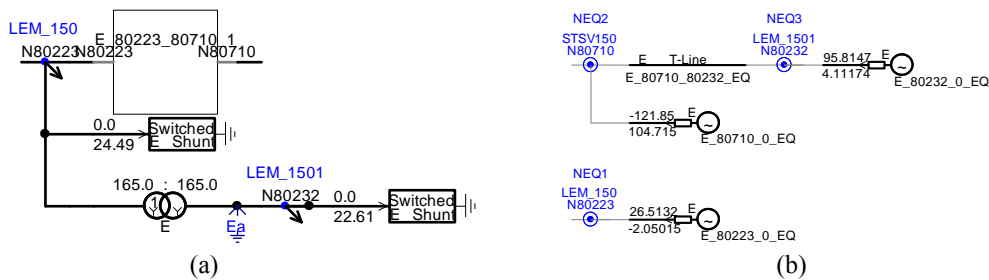 LEM_150
E_80223_80710_1
N80223
N80223
N80710
0.0
24.49
Switched
E Shunt
165.0 : 165.0
1
E
Ea
LEM_1501
N80232
0.0
22.61
Switched
E Shunt
(a)
NEQ2
STSV150
N80710
E T-Line
E_80710_80232_EQ
NEQ3
LEM_1501
N80232
95.8147
4.11174
E
E_80232_0_EQ
-121.85
104.715
E
E_80710_0_EQ
NEQ1
LEM_150
N80223
26.5132
-2.05015
E
E_80223_0_EQ
(b)